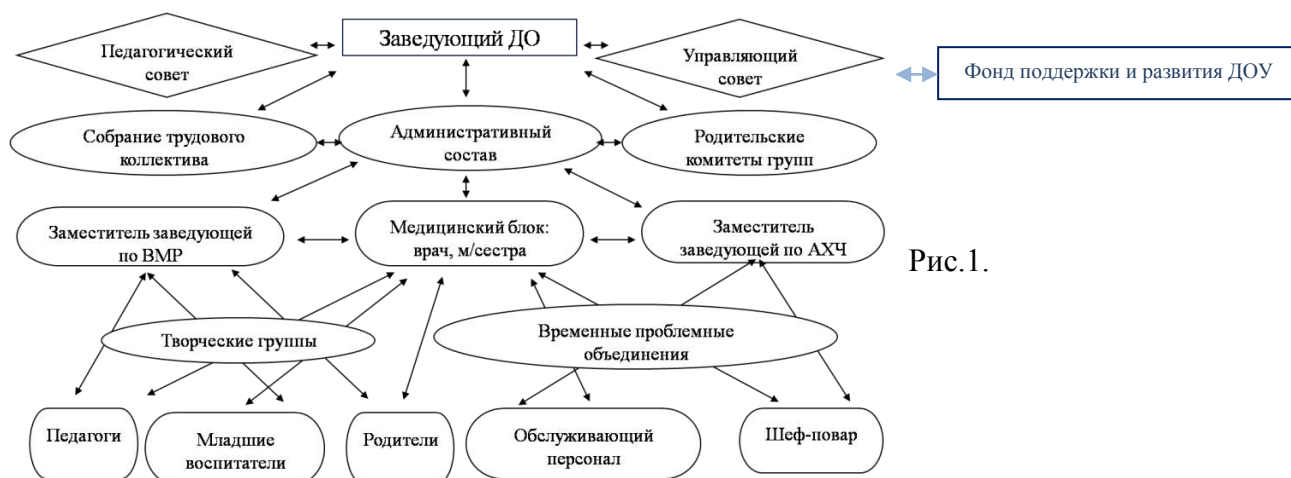 Педагогический
совет
Заведующий ДО
Управляющий
совет
Фонд поддержки и развития ДОУ
Собрание трудового
коллектива
Административный
состав
Родительские
комитеты групп
Заместитель заведующей
по ВМР
Медицинский блок:
врач, м/сестра
Заместитель
заведующей по АХЧ
Рис.1.
Творческие группы
Временные проблемные
объединения
Педагоги
Младшие
воспитатели
Родители
Обслуживающий
персонал
Шеф-повар